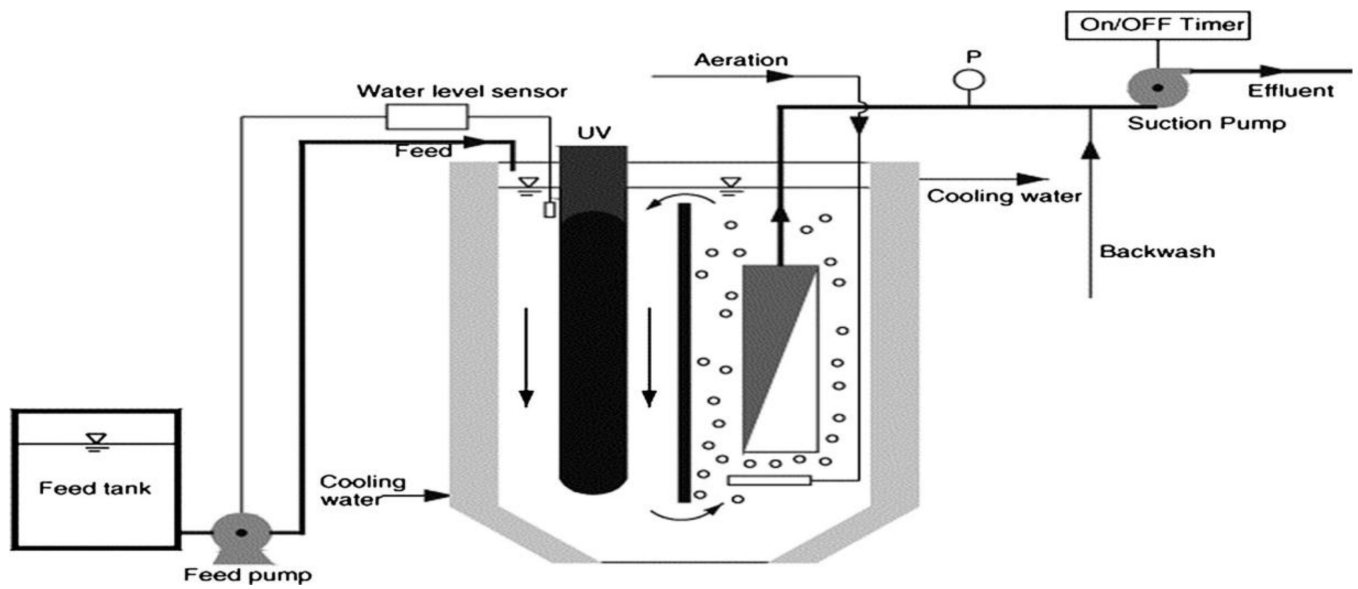 On/OFF Timer
P
Aeration
Effluent
Water level sensor
Suction Pump
UV
Feed
Cooling water
Backwash
Cooling
water
Feed tank
Feed pump